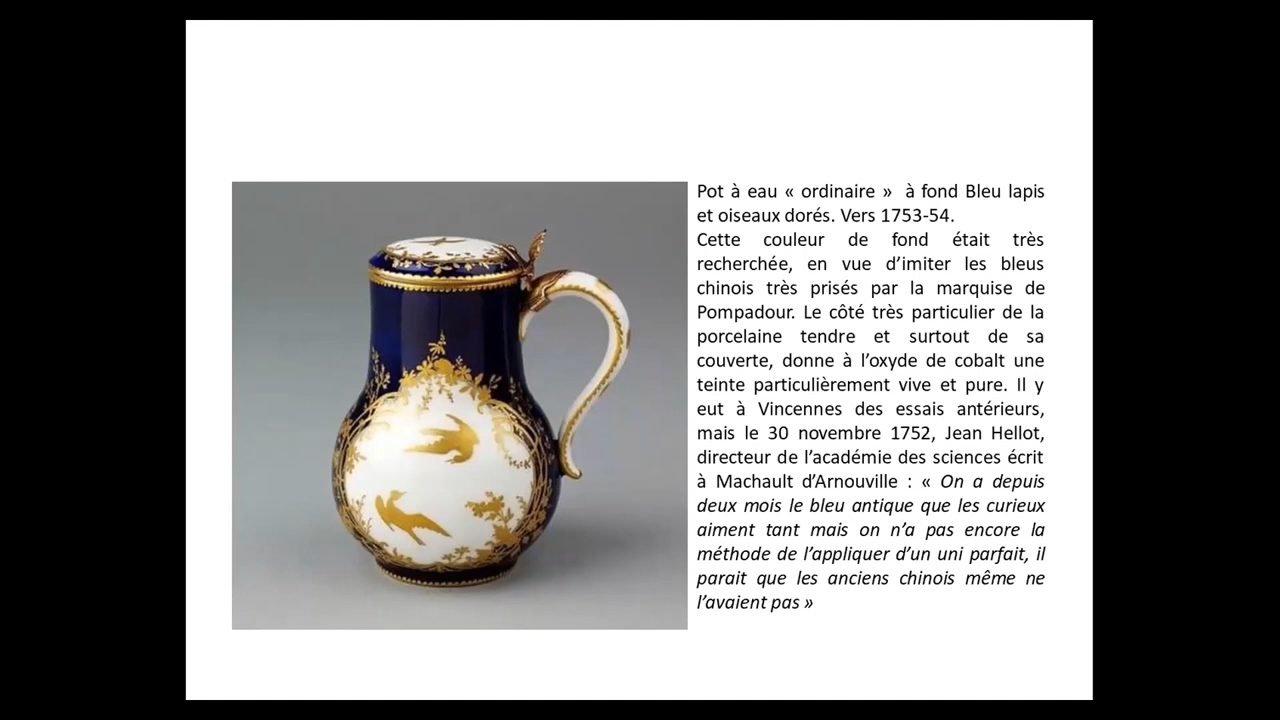 Pot à eau « ordinaire »  à fond Bleu lapis
et oiseaux dorés. Vers 1753-54.
Cette couleur de fond était très
recherchée, en vue d’imiter les bleus
chinois très prisés par la marquise de
Pompadour. Le côté très particulier de la
porcelaine tendre et surtout de sa
couverte, donne à l’oxyde de cobalt une
teinte particulièrement vive et pure. Il y
eut à Vincennes des essais antérieurs,
mais le 30 novembre 1752, Jean Hellot,
directeur de l’académie des sciences écrit
à Machault d’Arnouville : « On a depuis
deux mois le bleu antique que les curieux
aiment tant mais on n’a pas encore la
méthode de l’appliquer d’un uni parfait, il
parait que les anciens chinois même ne
l’avaient pas »